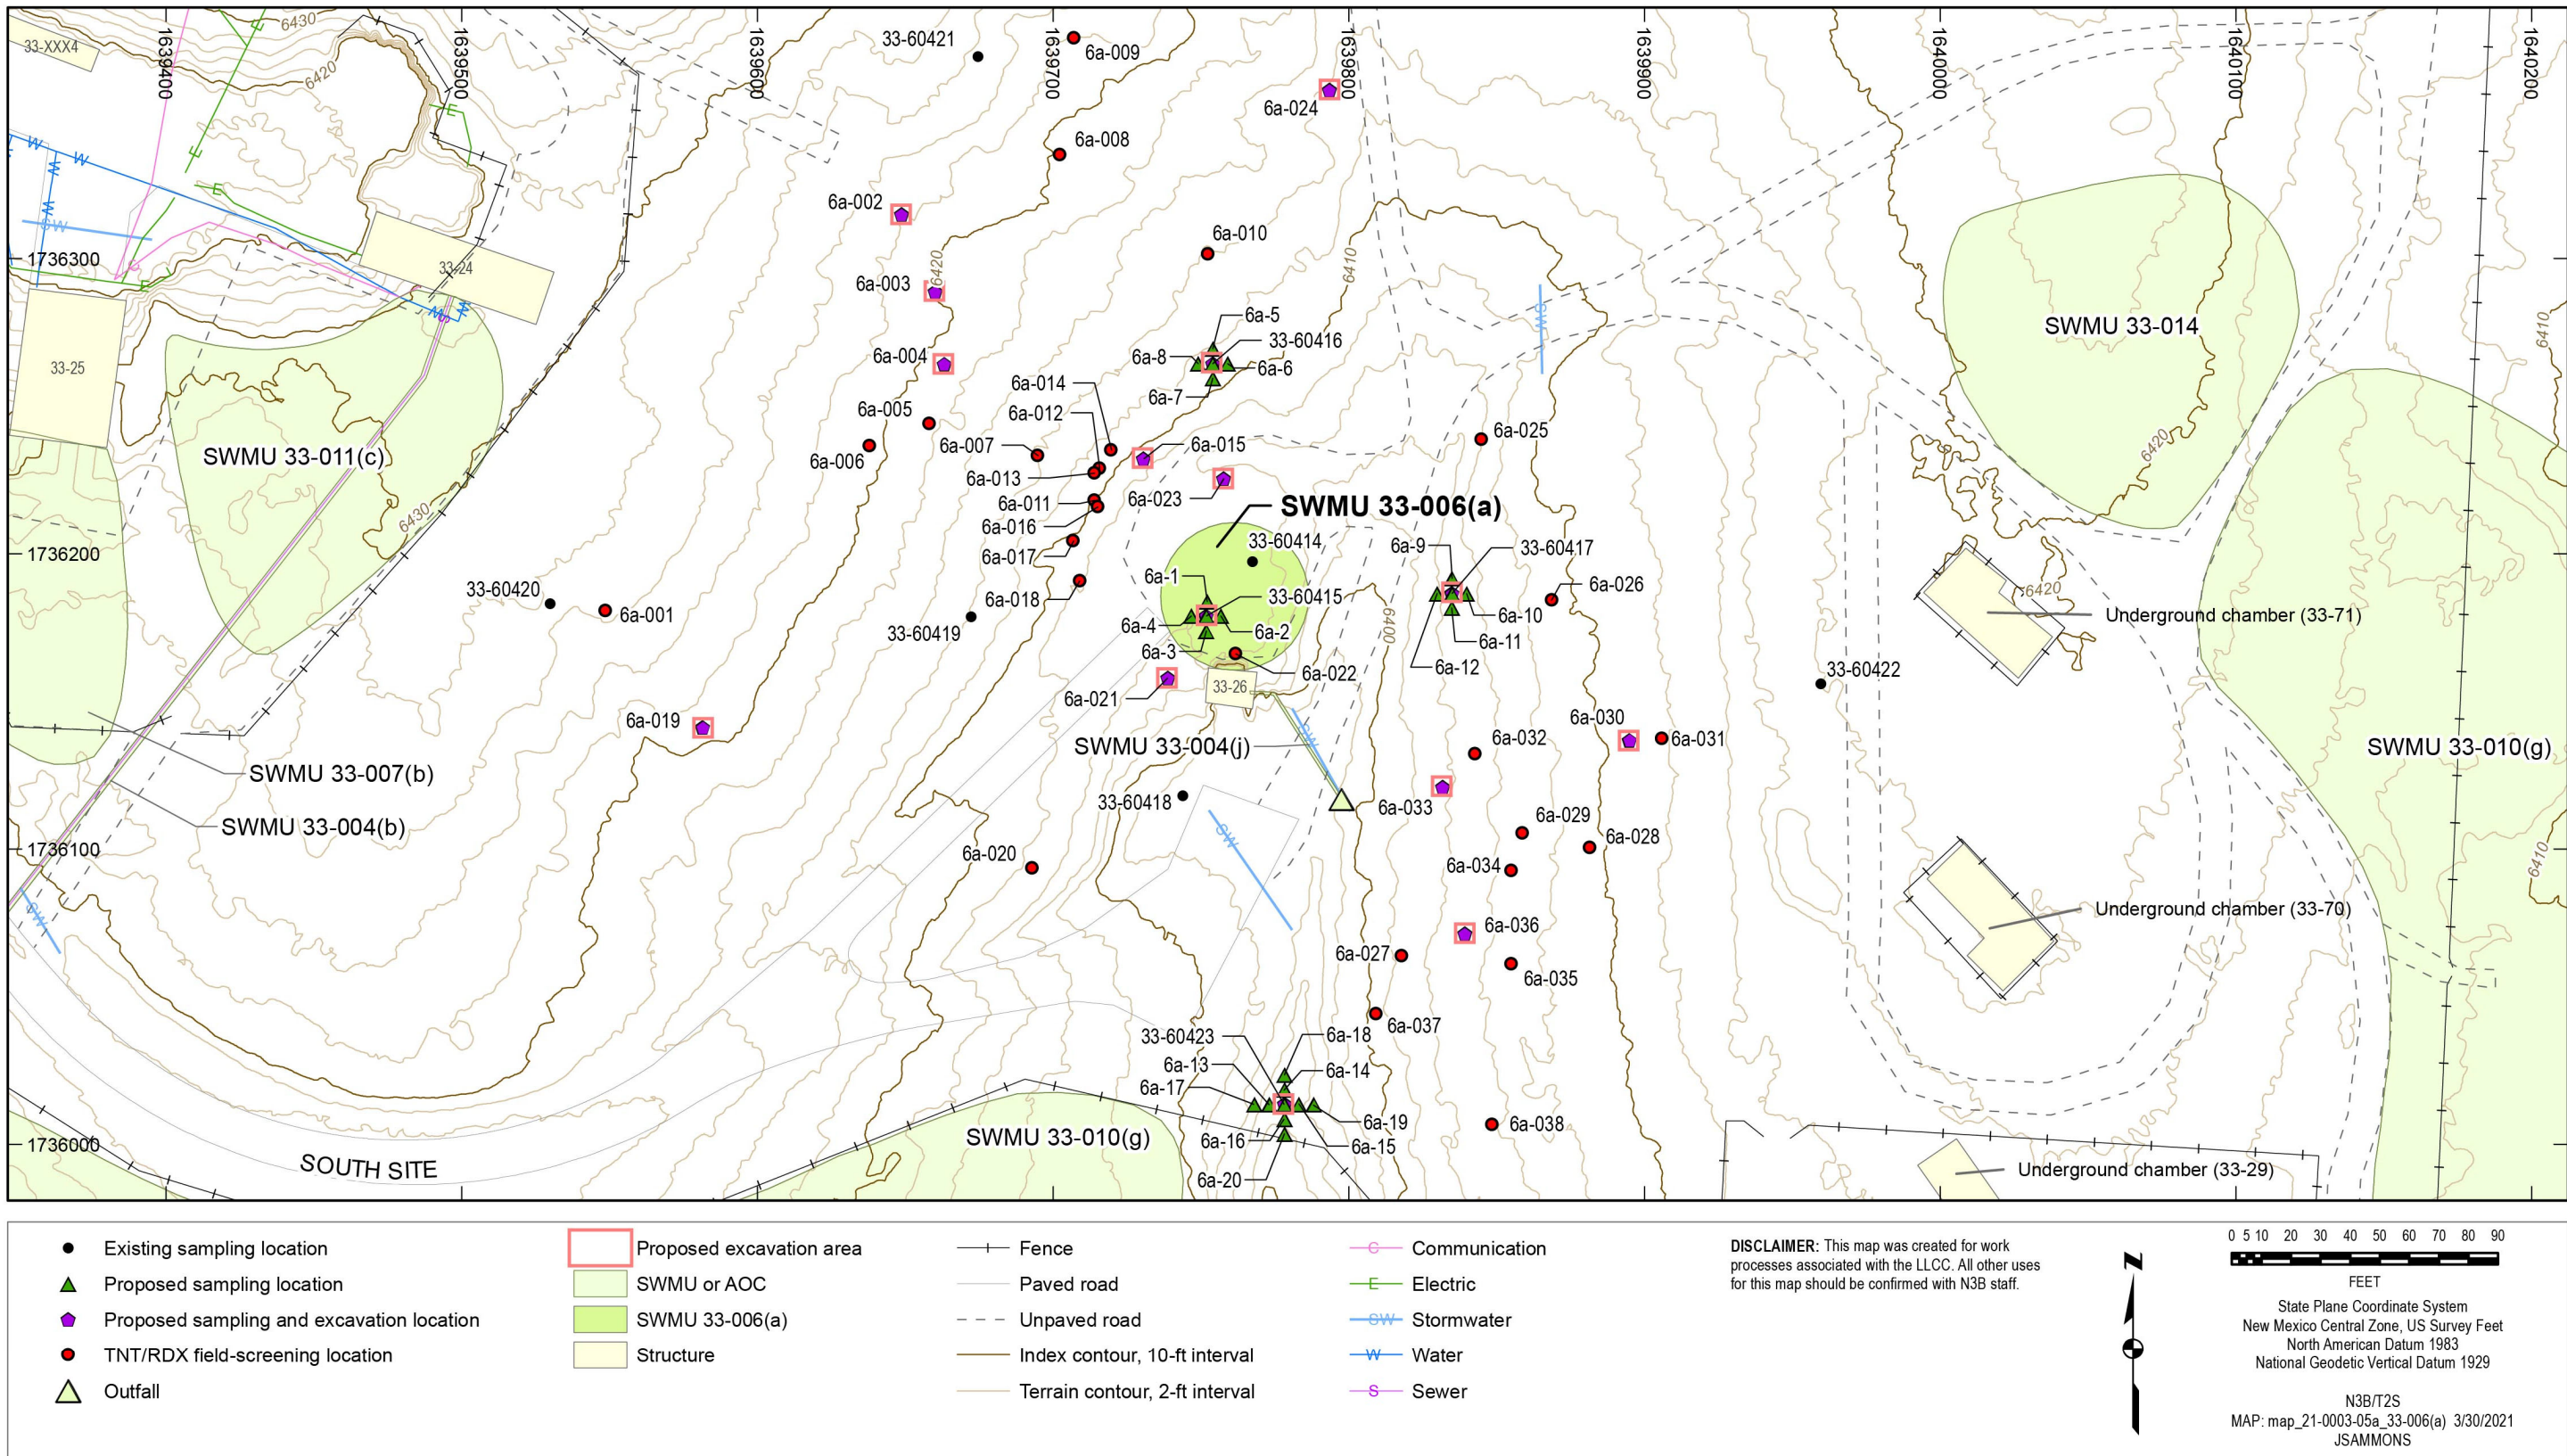 1639400
1639500
1639600
1639700
1639800
1639900
1640000
1640100
1640200
6430
33-XXX4
6420
33-60421
6a-009
6a-024
6a-008
6a-002
6a-010
1736300
33-24
6420
6410
6a-003
6a-5
33-60416
SWMU 33-014
6410
6a-8
6a-6
6a-004
33-25
6a-014
6a-7
6a-012
6a-005
6a-025
6a-007
6a-015
6a-006
SWMU 33-011(c)
6420
6a-013
6a-023
6a-011
SWMU 33-006(a)
6430
6a-016
33-60414
6a-9
33-60417
1736200
6a-017
6a-1
6a-026
33-60420
6a-001
6a-018
33-60415
6420
6a-10
Underground chamber (33-71)
6a-4
6400
33-60419
6a-2
6a-11
6a-3
6a-12
33-60422
6a-022
33-26
6a-021
6a-019
6a-030
6a-031
6a-032
SWMU 33-004(j)
SWMU 33-010(g)
SWMU 33-007(b)
33-60418
6a-033
SWMU 33-004(b)
6a-029
6a-028
1736100
6a-020
6a-034
6410
Underground chamber (33-70)
6a-036
6a-027
6a-035
6a-037
33-60423
6a-18
6a-13
6a-14
6a-17
6a-19
6a-038
1736000
SWMU 33-010(g)
6a-16
6a-15
SOUTH SITE
6a-20
Underground chamber (33-29)
SW
SW
SW
SW
SW
W
W
W
W
W
W
E
E
E
E
E
E
C
S
Existing sampling location
Proposed sampling location
Proposed sampling and excavation location
TNT/RDX field-screening location
Outfall
Proposed excavation area
SWMU or AOC
SWMU 33-006(a)
Structure
Fence
Paved road
Unpaved road
Index contour, 10-ft interval
Terrain contour, 2-ft interval
C Communication
E Electric
SW Stormwater
W Water
S Sewer
DISCLAIMER: This map was created for work
processes associated with the LLCC. All other uses
for this map should be confirmed with N3B staff.
N
0 5 10 20 30 40 50 60 70 80 90
FEET
State Plane Coordinate System
New Mexico Central Zone, US Survey Feet
North American Datum 1983
National Geodetic Vertical Datum 1929
N3B/T2S
MAP: map_21-0003-05a_33-006(a) 3/30/2021
JSAMMONS